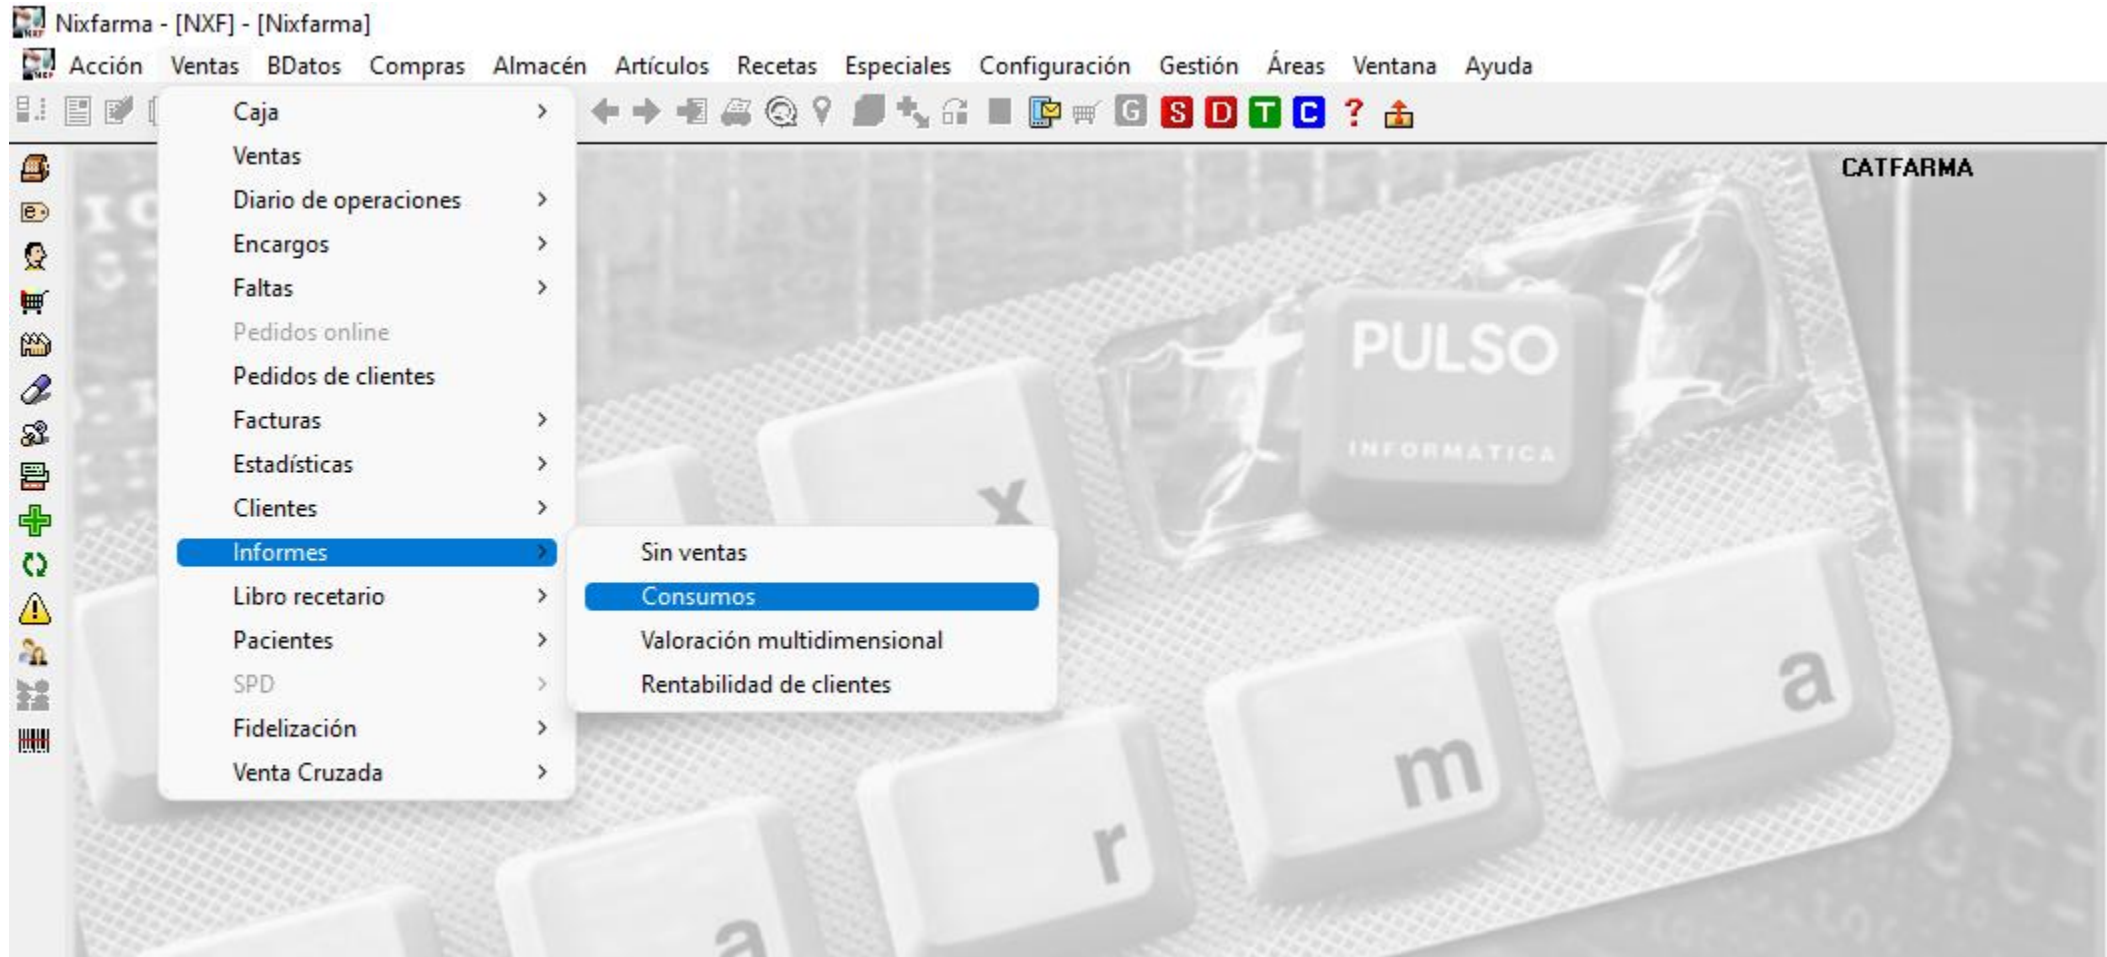 Nixfarma - [NXF] - [Nixfarma]
Acción Ventas BDatos Compras Almacén Artículos Recetas Especiales Configuración Gestión Áreas Ventana Ayuda
G S D T C ?
CATFARMA
Caja
Ventas
Diario de operaciones
Encargos
Faltas
Pedidos online
Pedidos de clientes
Facturas
Estadísticas
Clientes
Informes
Libro recetario
Pacientes
SPD
Fidelización
Venta Cruzada
Sin ventas
Consumos
Valoración multidimensional
Rentabilidad de clientes
PULSO
INFORMATICA
x
a
r
m
a